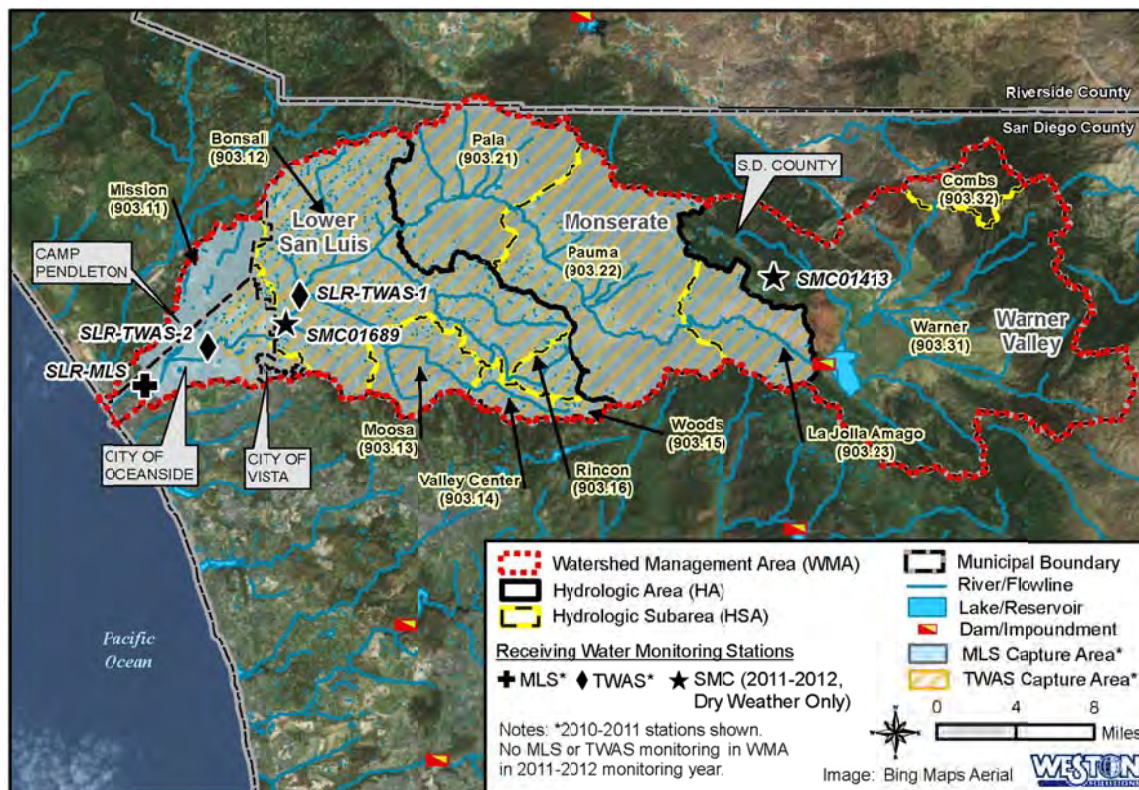 Riverside County
San Diego County
Bonsal
(903.12)
Pala
(903.21)
S.D. COUNTY
Combs
(903.32)
Mission
(903.11)
Lower
San Luis
Monserate
CAMP
PENDLETON
Pauma
(903.22)
SMC01413
SLR-TWAS-1
SLR-TWAS-2
SMC01689
Warner
(903.31)
Warner
Valley
SLR-MLS
CITY OF
OCEANSIDE
CITY OF
VISTA
Moosa
(903.13)
Valley Center
(903.14)
Rincon
(903.16)
Woods
(903.15)
La Jolla Amago
(903.23)
Pacific
Ocean
Watershed Management Area (WMA)
Hydrologic Area (HA)
Hydrologic Subarea (HSA)
Receiving Water Monitoring Stations
MLS* TWAS* SMC (2011-2012,
Dry Weather Only)
Notes: *2010-2011 stations shown.
No MLS or TWAS monitoring in WMA
in 2011-2012 monitoring year.
Municipal Boundary
River/Flowline
Lake/Reservoir
Dam/Impoundment
MLS Capture Area*
TWAS Capture Area*
0 4 8
Miles
Image: Bing Maps Aerial
WESTON
SOLUTIONS